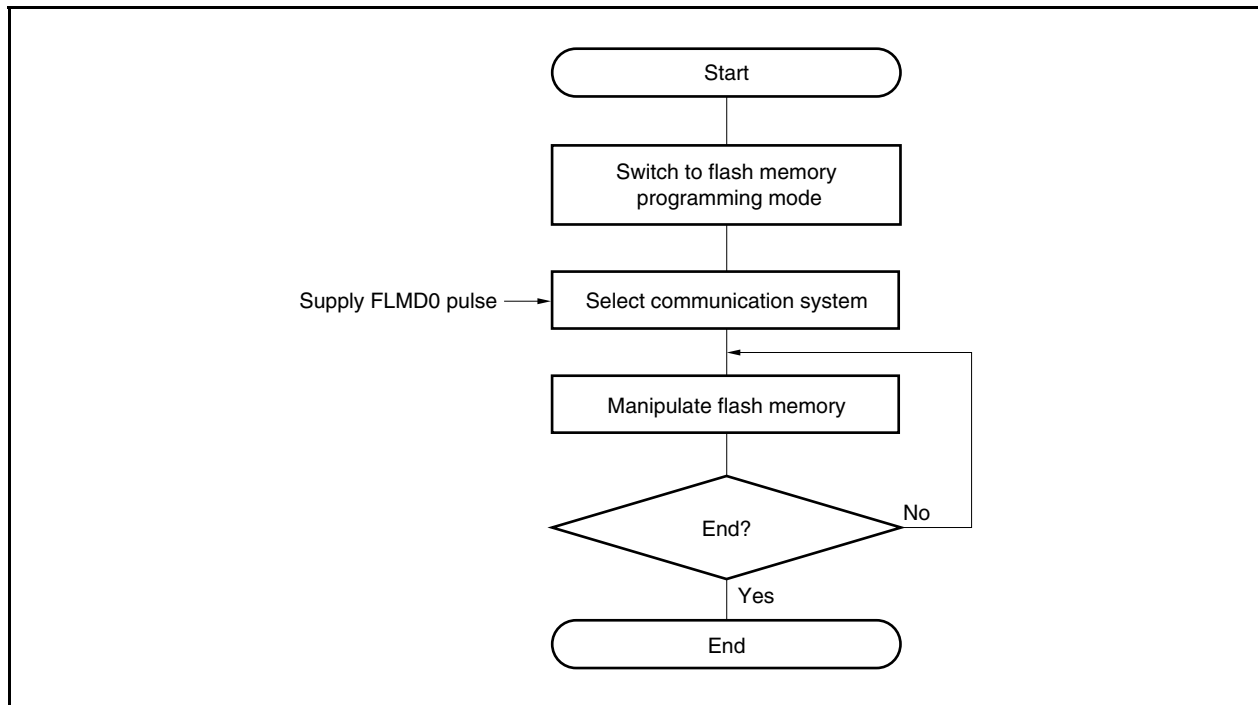 Start
Switch to flash memory
programming mode
Supply FLMD0 pulse
Select communication system
Manipulate flash memory
End?
No
Yes
End